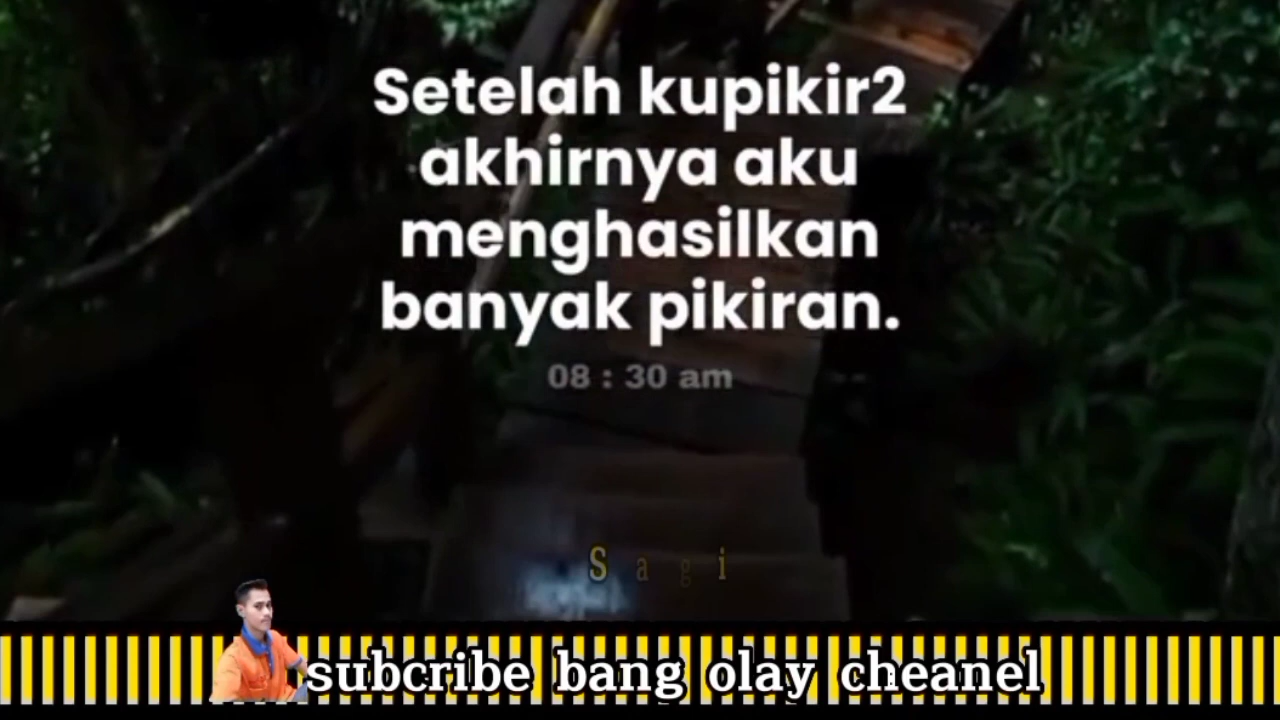 Setelah kupikir2
akhirnya aku
menghasilkan
banyak pikiran.
08 : 30 am
S a g i
subcribe bang olay cheanel